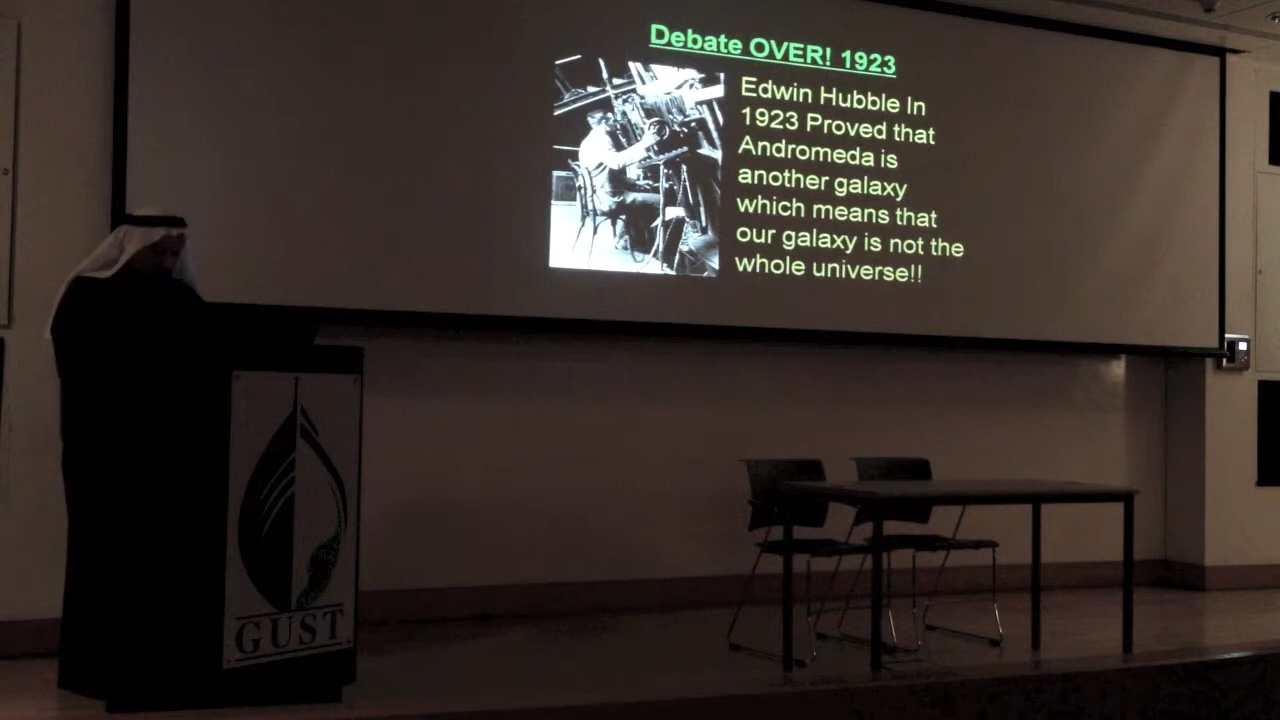 Debate OVER! 1923
Edwin Hubble In
1923 Proved that
Andromeda is
another galaxy
which means that
our galaxy is not the
whole universe!!
GUST